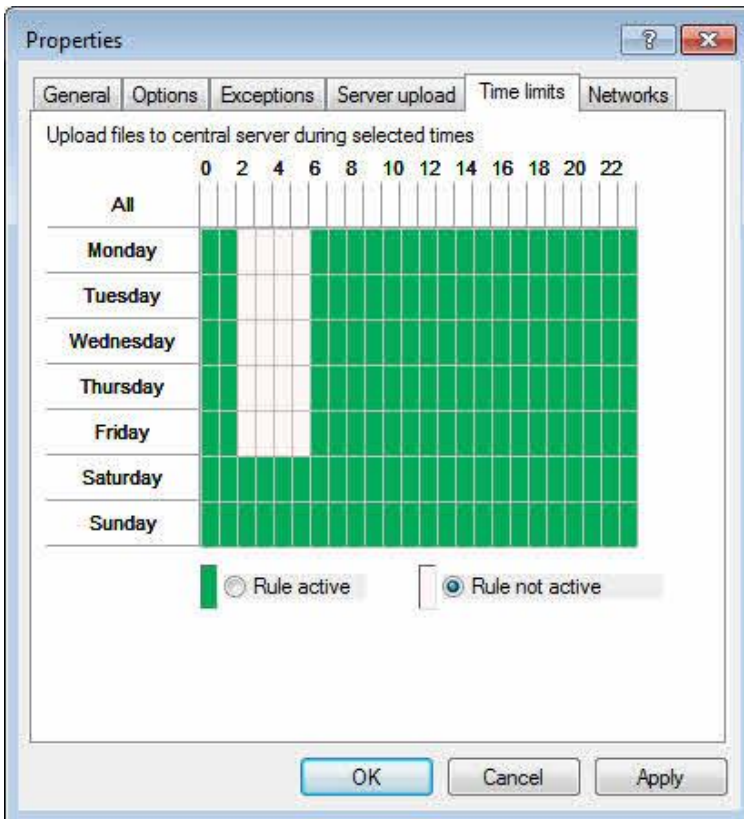 Properties
General Options Exceptions Server upload Time limits Networks
Upload files to central server during selected times
0 2 4 6 8 10 12 14 16 18 20 22
All
Monday
Tuesday
Wednesday
Thursday
Friday
Saturday
Sunday
Rule active Rule not active
OK Cancel Apply